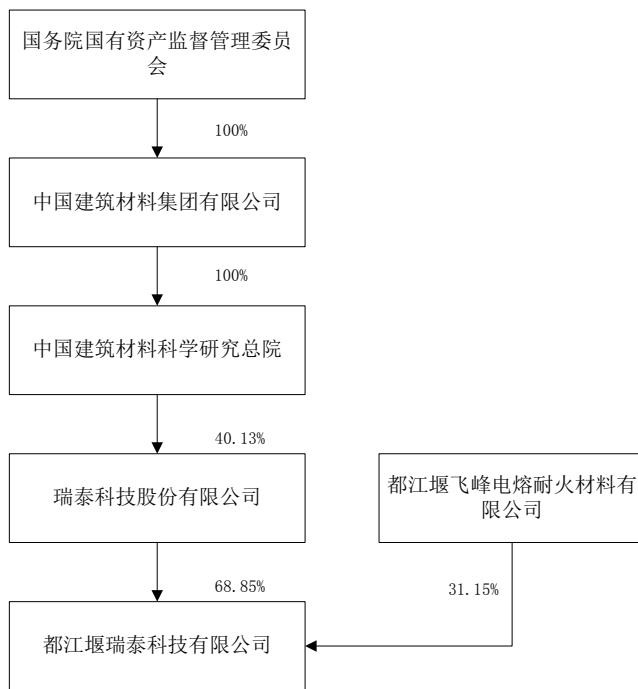 国务院国有资产监督管理委员
会
100%
中国建筑材料集团有限公司
100%
中国建筑材料科学研究总院
40.13%
瑞泰科技股份有限公司
都江堰飞峰电熔耐火材料有
限公司
68.85%
31.15%
都江堰瑞泰科技有限公司